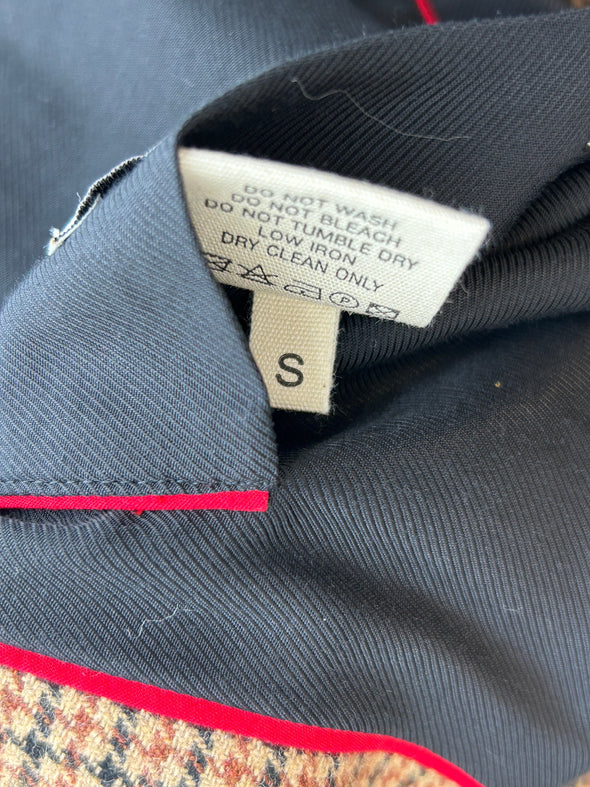 DO NOT WASH
DO NOT BLEACH
DO NOT TUMBLE DRY
LOW IRON
DRY CLEAN ONLY
P
S